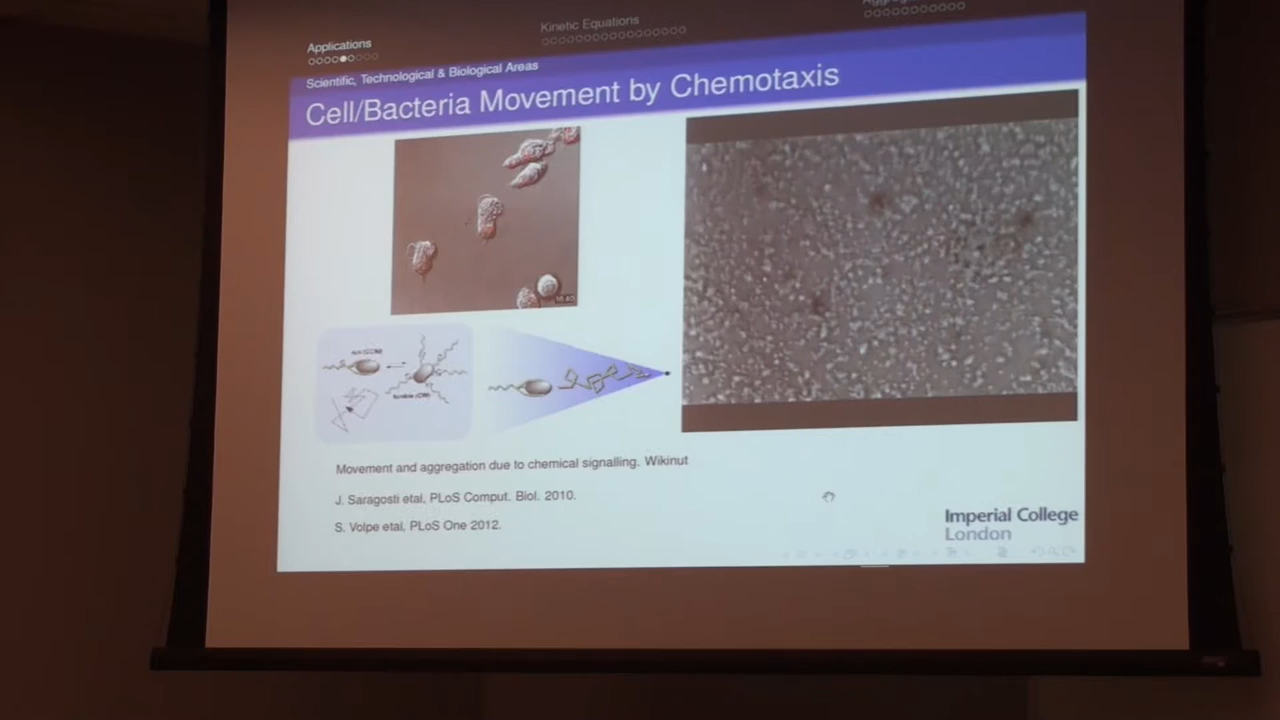 Applications
Kinetic Equations
Scientific, Technological & Biological Areas
Cell/Bacteria Movement by Chemotaxis
Movement and aggregation due to chemical signalling. Wikinut
J. Saragosti etal, PLoS Comput. Biol. 2010.
S. Volpe etal, PLoS One 2012.
Imperial College
London